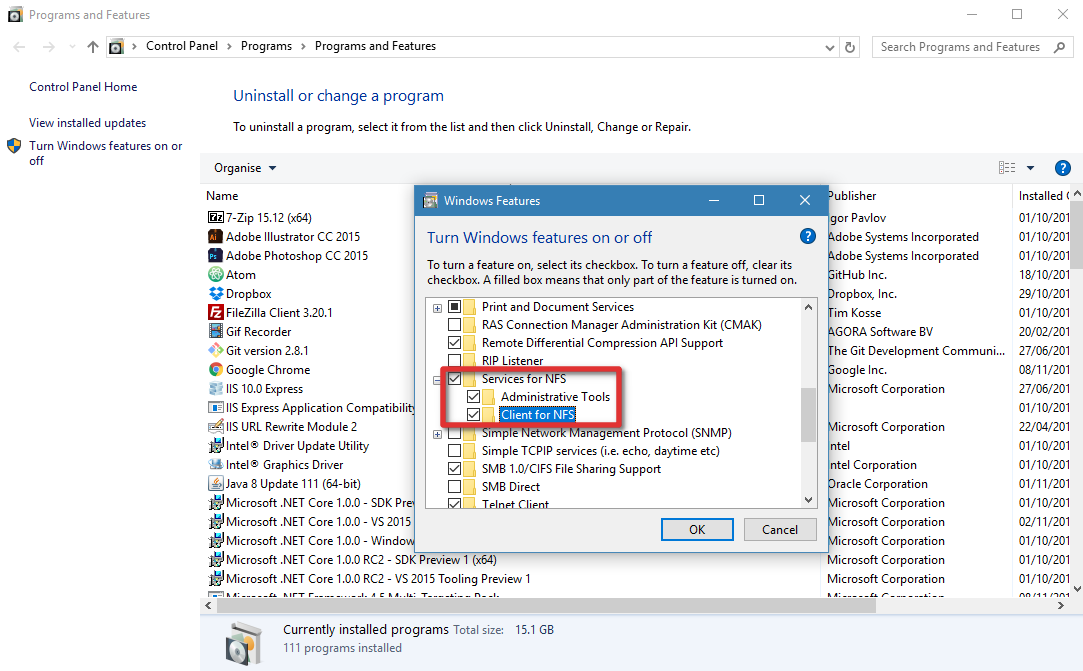 Programs and Features
Control Panel > Programs > Programs and Features
Search Programs and Features
Control Panel Home
View installed updates
Turn Windows features on or
off
Uninstall or change a program
To uninstall a program, select it from the list and then click Uninstall, Change or Repair.
Organise
Name
Publisher
Installed
7-Zip 15.12 (x64)
gor Pavlov
01/10/201
Adobe Illustrator CC 2015
Adobe Systems Incorporated
01/10/201
Adobe Photoshop CC 2015
Adobe Systems Incorporated
01/10/201
Atom
GitHub Inc.
18/10/201
Dropbox
Dropbox, Inc.
29/10/201
FileZilla Client 3.20.1
Tim Kosse
01/10/201
Gif Recorder
AGORA Software BV
20/02/201
Git version 2.8.1
The Git Development Communi...
27/06/201
Google Chrome
Google Inc.
08/11/201
IIS 10.0 Express
Microsoft Corporation
27/06/201
IIS Express Application Compatibility
01/10/201
IIS URL Rewrite Module 2
Microsoft Corporation
22/04/201
Intel® Driver Update Utility
ntel
01/10/201
Intel® Graphics Driver
ntel Corporation
01/10/201
Java 8 Update 111 (64-bit)
Oracle Corporation
01/11/201
Microsoft .NET Core 1.0.0 - SDK Prev
Microsoft Corporation
01/10/201
Microsoft .NET Core 1.0.0 - VS 2015
Microsoft Corporation
02/11/201
Microsoft .NET Core 1.0.0 - Window
Microsoft Corporation
01/10/201
Microsoft .NET Core 1.0.0 RC2 - SDK Preview 1 (x64)
Microsoft Corporation
01/10/201
Microsoft .NET Core 1.0.0 RC2 - VS 2015 Tooling Preview 1
Microsoft Corporation
01/10/201
Microsoft .NET Framework 4.5 Multi-Targeting Pack
Microsoft Corporation
08/11/201
Windows Features
Turn Windows features on or off
To turn a feature on, select its checkbox. To turn a feature off, clear its
checkbox. A filled box means that only part of the feature is turned on.
Print and Document Services
RAS Connection Manager Administration Kit (CMAK)
Remote Differential Compression API Support
RIP Listener
Services for NFS
Administrative Tools
Client for NFS
Simple Network Management Protocol (SNMP)
Simple TCPIP services (i.e. echo, daytime etc)
SMB 1.0/CIFS File Sharing Support
SMB Direct
Telnet Client
OK
Cancel
Currently installed programs Total size: 15.1 GB
111 programs installed